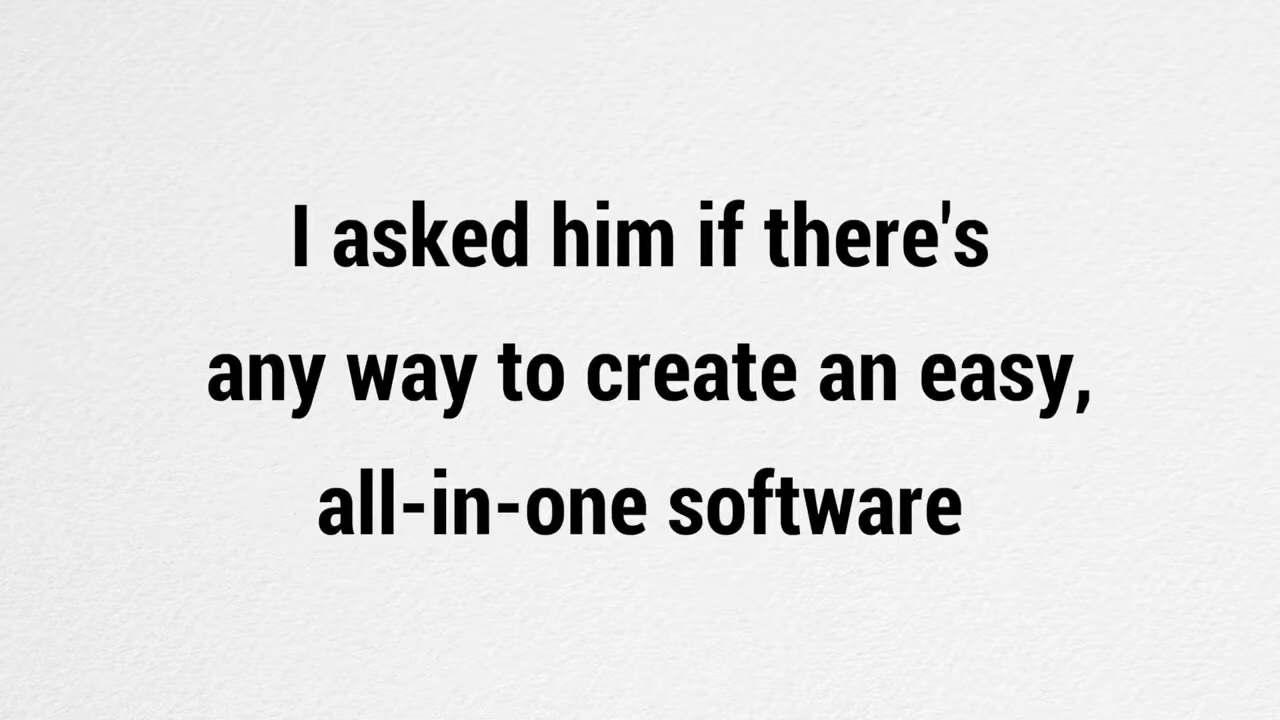 I asked him if there's
any way to create an easy,
all-in-one software